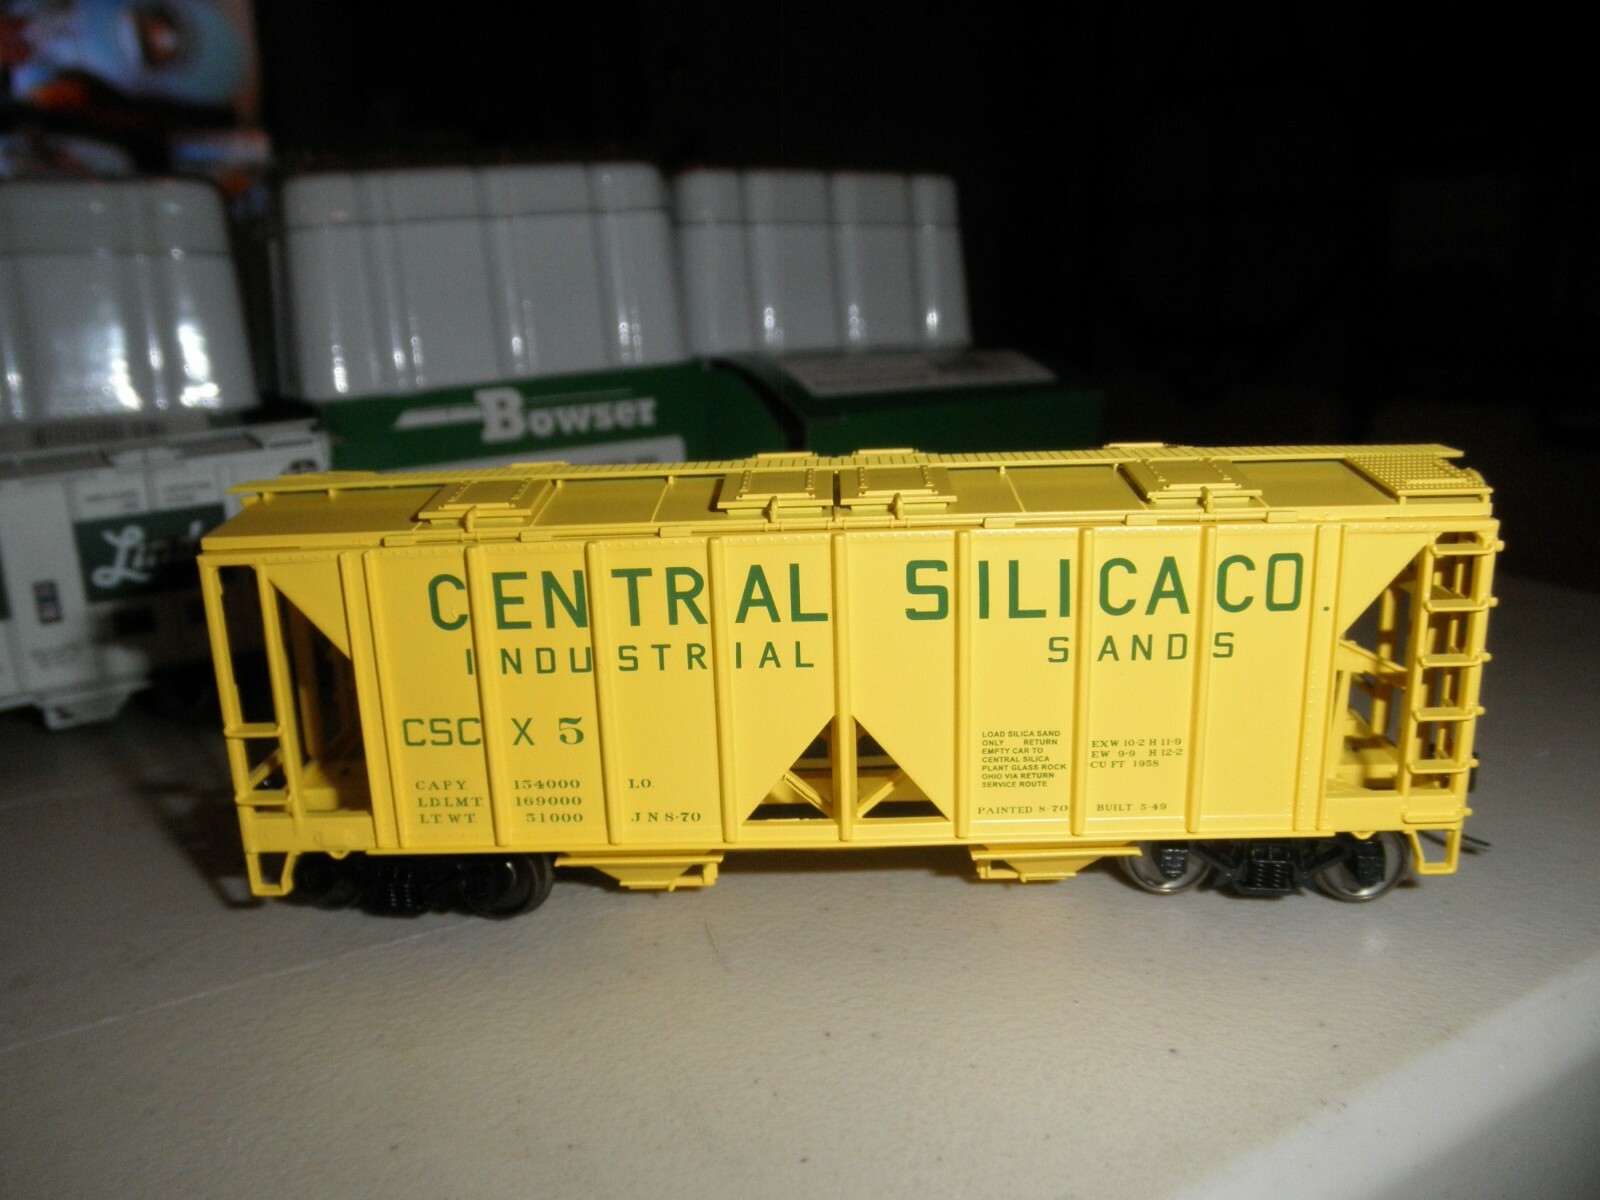 Bowser
CENTRAL SILICA CO.
INDUSTRIAL SANDS
CSC X 5
CAPY 154000 LO
LD.LMT. 169000
LT. WT. 51000 J N 8-70
LOAD SILICA SAND
ONLY RETURN
EMPTY CAR TO
CENTRAL SILICA
PLANT GLASS ROCK
OHIO VIA RETURN
SERVICE ROUTE
PAINTED 8-70
EXW 10-2 H 11-9
EW 9-9 H 12-2
CU FT 1958
BUILT 5-49